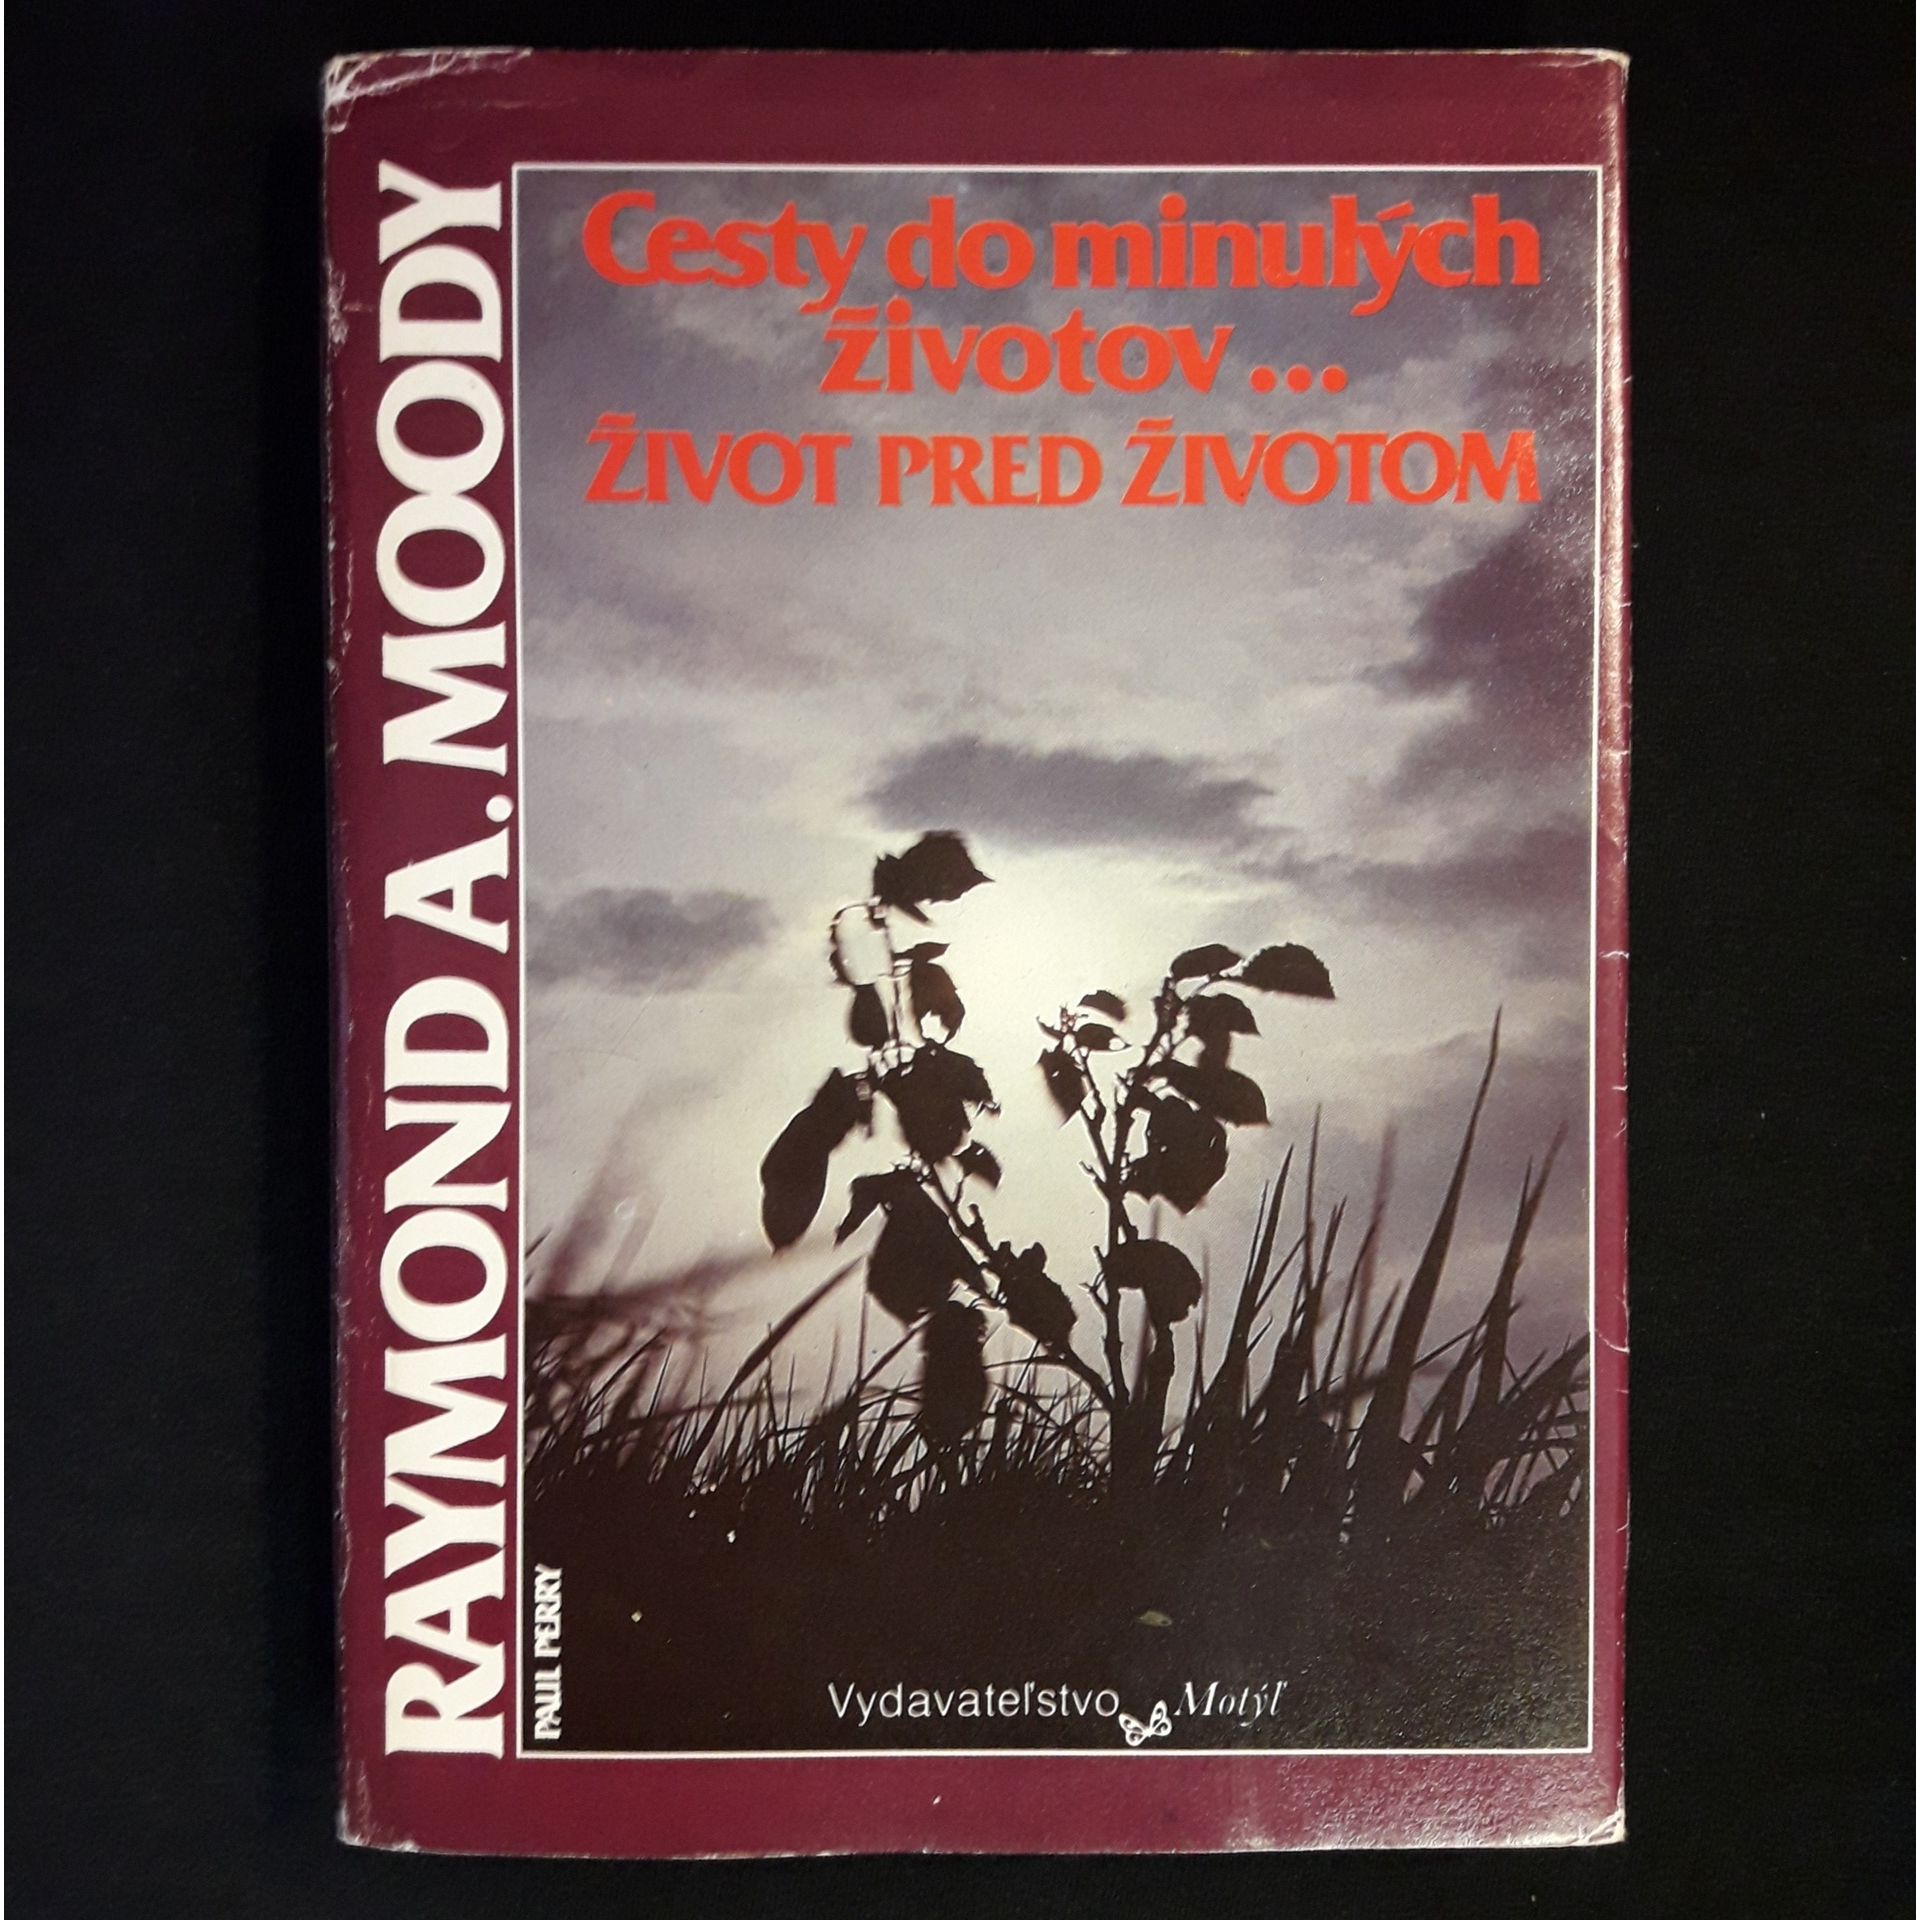 RAYMOND A. MOODY
Cesty do minulých
životov...
ŽIVOT PRED ŽIVOTOM
PAUL PERRY
Vydavateľstvo Motýľ